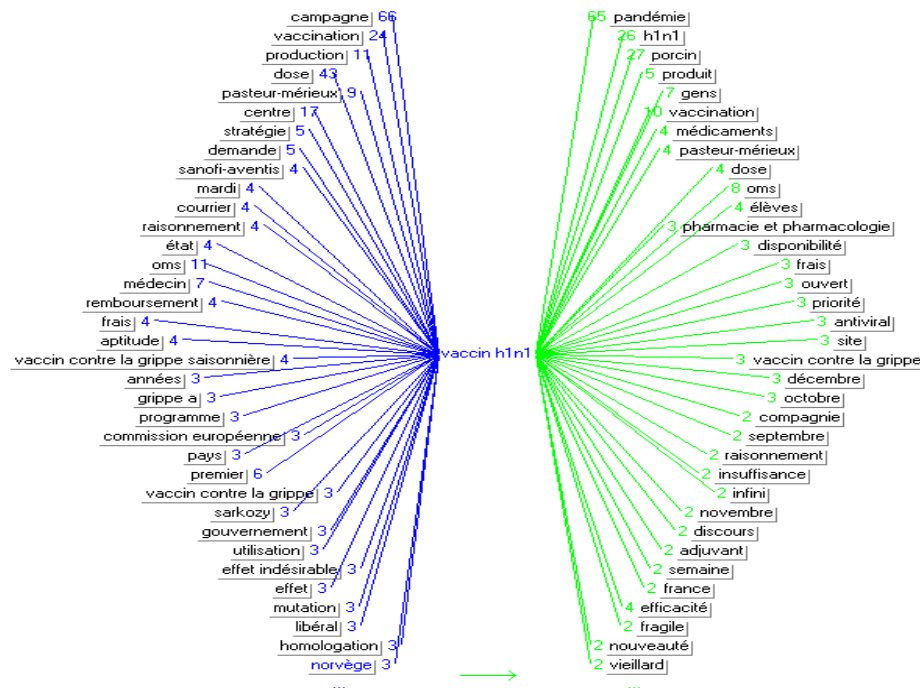 campagne 66
vaccination 24
production 11
dose 43
pasteur-mérieux 9
centre 17
stratégie 5
demande 5
sanofi-aventis 4
mardi 4
courrier 4
raisonnement 4
état 4
oms 11
médecin 7
remboursement 4
frais 4
aptitude 4
vaccin contre la grippe saisonnière 4
années 3
grippe a 3
programme 3
commission européenne 3
pays 3
premier 6
vaccin contre la grippe 3
sarkozy 3
gouvernement 3
utilisation 3
effet indésirable 3
effet 3
mutation 3
libéral 3
homologation 3
norvège 3
vaccin h1n1
65 pandémie
26 h1n1
27 porcin
5 produit
7 gens
10 vaccination
4 médicaments
4 pasteur-mérieux
4 dose
8 oms
4 élèves
3 pharmacie et pharmacologie
3 disponibilité
3 frais
3 ouvert
3 priorité
3 antiviral
3 site
3 vaccin contre la grippe
3 décembre
3 octobre
2 compagnie
2 septembre
2 raisonnement
2 insuffisance
2 infini
2 novembre
2 discours
2 adjuvant
2 semaine
2 france
4 efficacité
2 fragile
2 nouveauté
2 vieillard